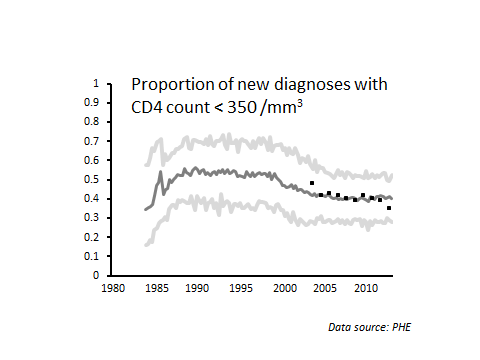 Proportion of new diagnoses with
CD4 count < 350 /mm³
1
0.9
0.8
0.7
0.6
0.5
0.4
0.3
0.2
0.1
0
1980 1985 1990 1995 2000 2005 2010
Data source: PHE